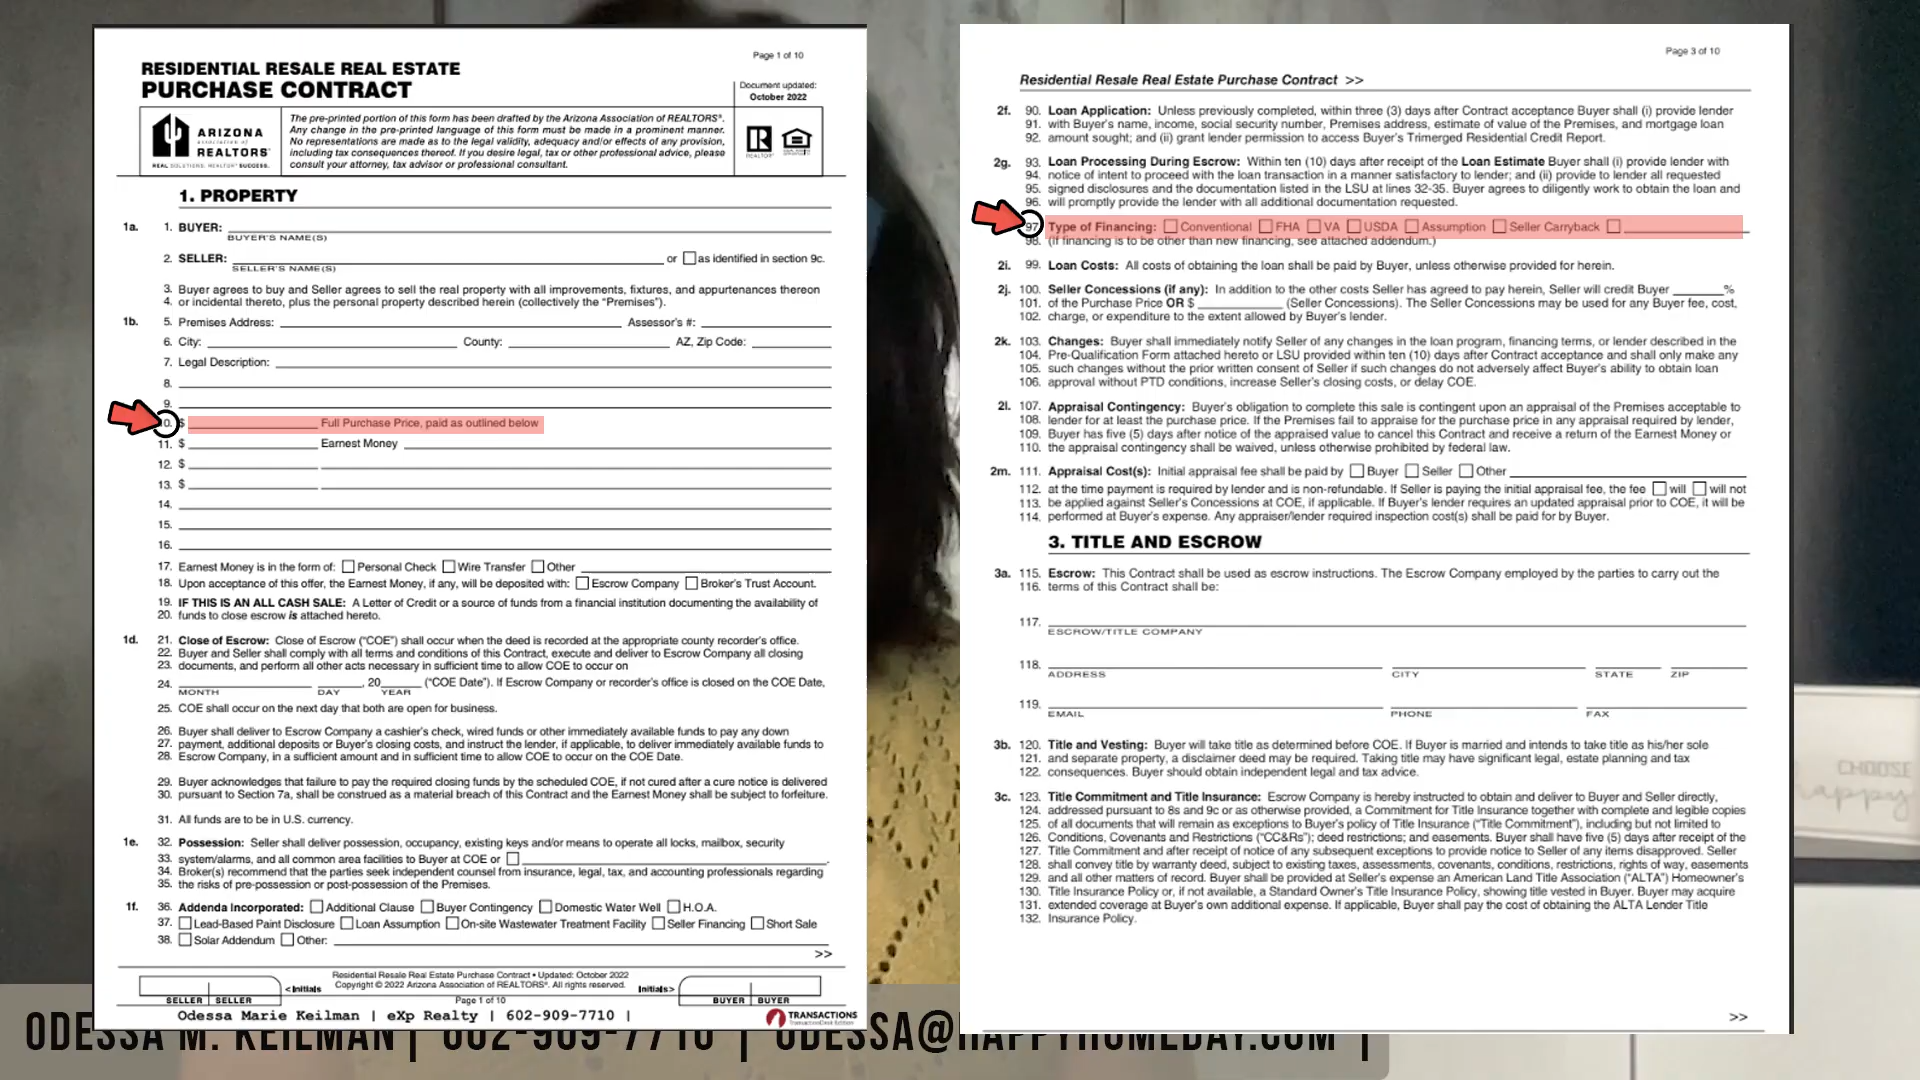 Page 1 of 10
RESIDENTIAL RESALE REAL ESTATE
PURCHASE CONTRACT
Document updated:
October 2022
ARIZONA
association of
REALTORS®
REAL SOLUTIONS. REALTOR® SUCCESS.
The pre-printed portion of this form has been drafted by the Arizona Association of REALTORS®.
Any change in the pre-printed language of this form must be made in a prominent manner.
No representations are made as to the legal validity, adequacy and/or effects of any provision,
including tax consequences thereof. If you desire legal, tax or other professional advice, please
consult your attorney, tax advisor or professional consultant.
REALTOR®
1. PROPERTY
1a. 1. BUYER:
BUYER'S NAME(S)
2. SELLER: or as identified in section 9c.
SELLER'S NAME(S)
3. Buyer agrees to buy and Seller agrees to sell the real property with all improvements, fixtures, and appurtenances thereon
4. or incidental thereto, plus the personal property described herein (collectively the "Premises").
1b. 5. Premises Address: Assessor's #:
6. City: County: AZ, Zip Code:
7. Legal Description:
8.
9.
10. $ Full Purchase Price, paid as outlined below
11. $ Earnest Money
12. $
13. $
14.
15.
16.
17. Earnest Money is in the form of: Personal Check Wire Transfer Other
18. Upon acceptance of this offer, the Earnest Money, if any, will be deposited with: Escrow Company Broker's Trust Account.
19. IF THIS IS AN ALL CASH SALE: A Letter of Credit or a source of funds from a financial institution documenting the availability of
20. funds to close escrow is attached hereto.
1d. 21. Close of Escrow: Close of Escrow ("COE") shall occur when the deed is recorded at the appropriate county recorder's office.
22. Buyer and Seller shall comply with all terms and conditions of this Contract, execute and deliver to Escrow Company all closing
23. documents, and perform all other acts necessary in sufficient time to allow COE to occur on
24. , 20 ("COE Date"). If Escrow Company or recorder's office is closed on the COE Date,
MONTH DAY YEAR
25. COE shall occur on the next day that both are open for business.
26. Buyer shall deliver to Escrow Company a cashier's check, wired funds or other immediately available funds to pay any down
27. payment, additional deposits or Buyer's closing costs, and instruct the lender, if applicable, to deliver immediately available funds to
28. Escrow Company, in a sufficient amount and in sufficient time to allow COE to occur on the COE Date.
29. Buyer acknowledges that failure to pay the required closing funds by the scheduled COE, if not cured after a cure notice is delivered
30. pursuant to Section 7a, shall be construed as a material breach of this Contract and the Earnest Money shall be subject to forfeiture.
31. All funds are to be in U.S. currency.
1e. 32. Possession: Seller shall deliver possession, occupancy, existing keys and/or means to operate all locks, mailbox, security
33. system/alarms, and all common area facilities to Buyer at COE or .
34. Broker(s) recommend that the parties seek independent counsel from insurance, legal, tax, and accounting professionals regarding
35. the risks of pre-possession or post-possession of the Premises.
1f. 36. Addenda Incorporated: Additional Clause Buyer Contingency Domestic Water Well H.O.A.
37. Lead-Based Paint Disclosure Loan Assumption On-site Wastewater Treatment Facility Seller Financing Short Sale
38. Solar Addendum Other:
>>
Residential Resale Real Estate Purchase Contract • Updated: October 2022
Copyright © 2022 Arizona Association of REALTORS®. All rights reserved.
< Initials Initials>
SELLER SELLER Page 1 of 10 BUYER BUYER
Odessa Marie Keilman | eXp Realty | 602-909-7710 |
TRANSACTIONS
TransactionDesk Edition
Page 3 of 10
Residential Resale Real Estate Purchase Contract >>
2f. 90. Loan Application: Unless previously completed, within three (3) days after Contract acceptance Buyer shall (i) provide lender
91. with Buyer's name, income, social security number, Premises address, estimate of value of the Premises, and mortgage loan
92. amount sought; and (ii) grant lender permission to access Buyer's Trimerged Residential Credit Report.
2g. 93. Loan Processing During Escrow: Within ten (10) days after receipt of the Loan Estimate Buyer shall (i) provide lender with
94. notice of intent to proceed with the loan transaction in a manner satisfactory to lender; and (ii) provide to lender all requested
95. signed disclosures and the documentation listed in the LSU at lines 32-35. Buyer agrees to diligently work to obtain the loan and
96. will promptly provide the lender with all additional documentation requested.
97. Type of Financing: Conventional FHA VA USDA Assumption Seller Carryback
98. (If financing is to be other than new financing, see attached addendum.)
2i. 99. Loan Costs: All costs of obtaining the loan shall be paid by Buyer, unless otherwise provided for herein.
2j. 100. Seller Concessions (if any): In addition to the other costs Seller has agreed to pay herein, Seller will credit Buyer %
101. of the Purchase Price OR $ (Seller Concessions). The Seller Concessions may be used for any Buyer fee, cost,
102. charge, or expenditure to the extent allowed by Buyer's lender.
2k. 103. Changes: Buyer shall immediately notify Seller of any changes in the loan program, financing terms, or lender described in the
104. Pre-Qualification Form attached hereto or LSU provided within ten (10) days after Contract acceptance and shall only make any
105. such changes without the prior written consent of Seller if such changes do not adversely affect Buyer's ability to obtain loan
106. approval without PTD conditions, increase Seller's closing costs, or delay COE.
2l. 107. Appraisal Contingency: Buyer's obligation to complete this sale is contingent upon an appraisal of the Premises acceptable to
108. lender for at least the purchase price. If the Premises fail to appraise for the purchase price in any appraisal required by lender,
109. Buyer has five (5) days after notice of the appraised value to cancel this Contract and receive a return of the Earnest Money or
110. the appraisal contingency shall be waived, unless otherwise prohibited by federal law.
2m. 111. Appraisal Cost(s): Initial appraisal fee shall be paid by Buyer Seller Other
112. at the time payment is required by lender and is non-refundable. If Seller is paying the initial appraisal fee, the fee will will not
113. be applied against Seller's Concessions at COE, if applicable. If Buyer's lender requires an updated appraisal prior to COE, it will be
114. performed at Buyer's expense. Any appraiser/lender required inspection cost(s) shall be paid for by Buyer.
3. TITLE AND ESCROW
3a. 115. Escrow: This Contract shall be used as escrow instructions. The Escrow Company employed by the parties to carry out the
116. terms of this Contract shall be:
117.
ESCROW/TITLE COMPANY
118.
ADDRESS CITY STATE ZIP
119.
EMAIL PHONE FAX
3b. 120. Title and Vesting: Buyer will take title as determined before COE. If Buyer is married and intends to take title as his/her sole
121. and separate property, a disclaimer deed may be required. Taking title may have significant legal, estate planning and tax
122. consequences. Buyer should obtain independent legal and tax advice.
3c. 123. Title Commitment and Title Insurance: Escrow Company is hereby instructed to obtain and deliver to Buyer and Seller directly,
124. addressed pursuant to 8s and 9c or as otherwise provided, a Commitment for Title Insurance together with complete and legible copies
125. of all documents that will remain as exceptions to Buyer's policy of Title Insurance ("Title Commitment"), including but not limited to
126. Conditions, Covenants and Restrictions ("CC&Rs"); deed restrictions; and easements. Buyer shall have five (5) days after receipt of the
127. Title Commitment and after receipt of notice of any subsequent exceptions to provide notice to Seller of any items disapproved. Seller
128. shall convey title by warranty deed, subject to existing taxes, assessments, covenants, conditions, restrictions, rights of way, easements
129. and all other matters of record. Buyer shall be provided at Seller's expense an American Land Title Association ("ALTA") Homeowner's
130. Title Insurance Policy or, if not available, a Standard Owner's Title Insurance Policy, showing title vested in Buyer. Buyer may acquire
131. extended coverage at Buyer's own additional expense. If applicable, Buyer shall pay the cost of obtaining the ALTA Lender Title
132. Insurance Policy.
>>
CHOOSE
happy
ODESSA M. KEILMAN | 602-909-7710 | ODESSA@HAPPYHOMEDAY.COM |